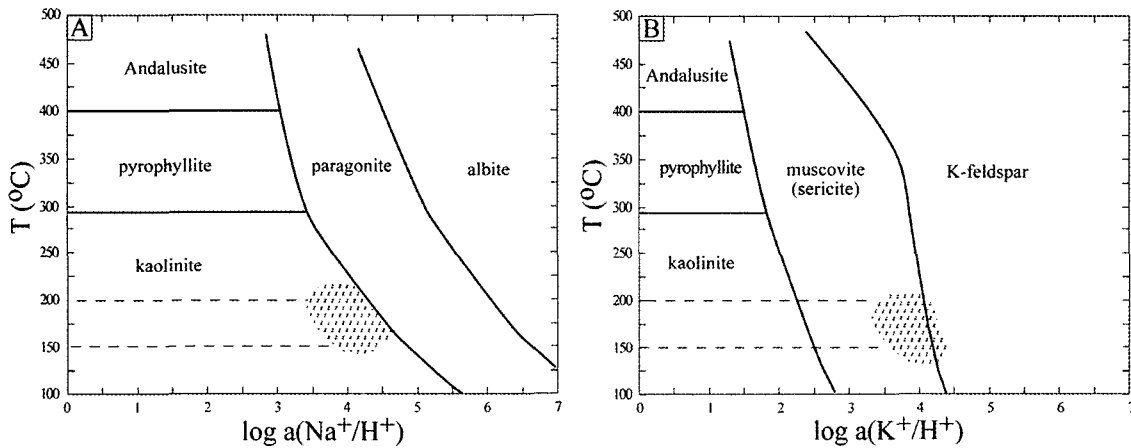 A
500
450
400
350
300
250
200
150
100
T (°C)
Andalusite
pyrophyllite
paragonite
albite
kaolinite
0 1 2 3 4 5 6 7
log a(Na⁺/H⁺)
B
500
450
400
350
300
250
200
150
100
T (°C)
Andalusite
pyrophyllite
muscovite
(sericite)
K-feldspar
kaolinite
0 1 2 3 4 5 6 7
log a(K⁺/H⁺)